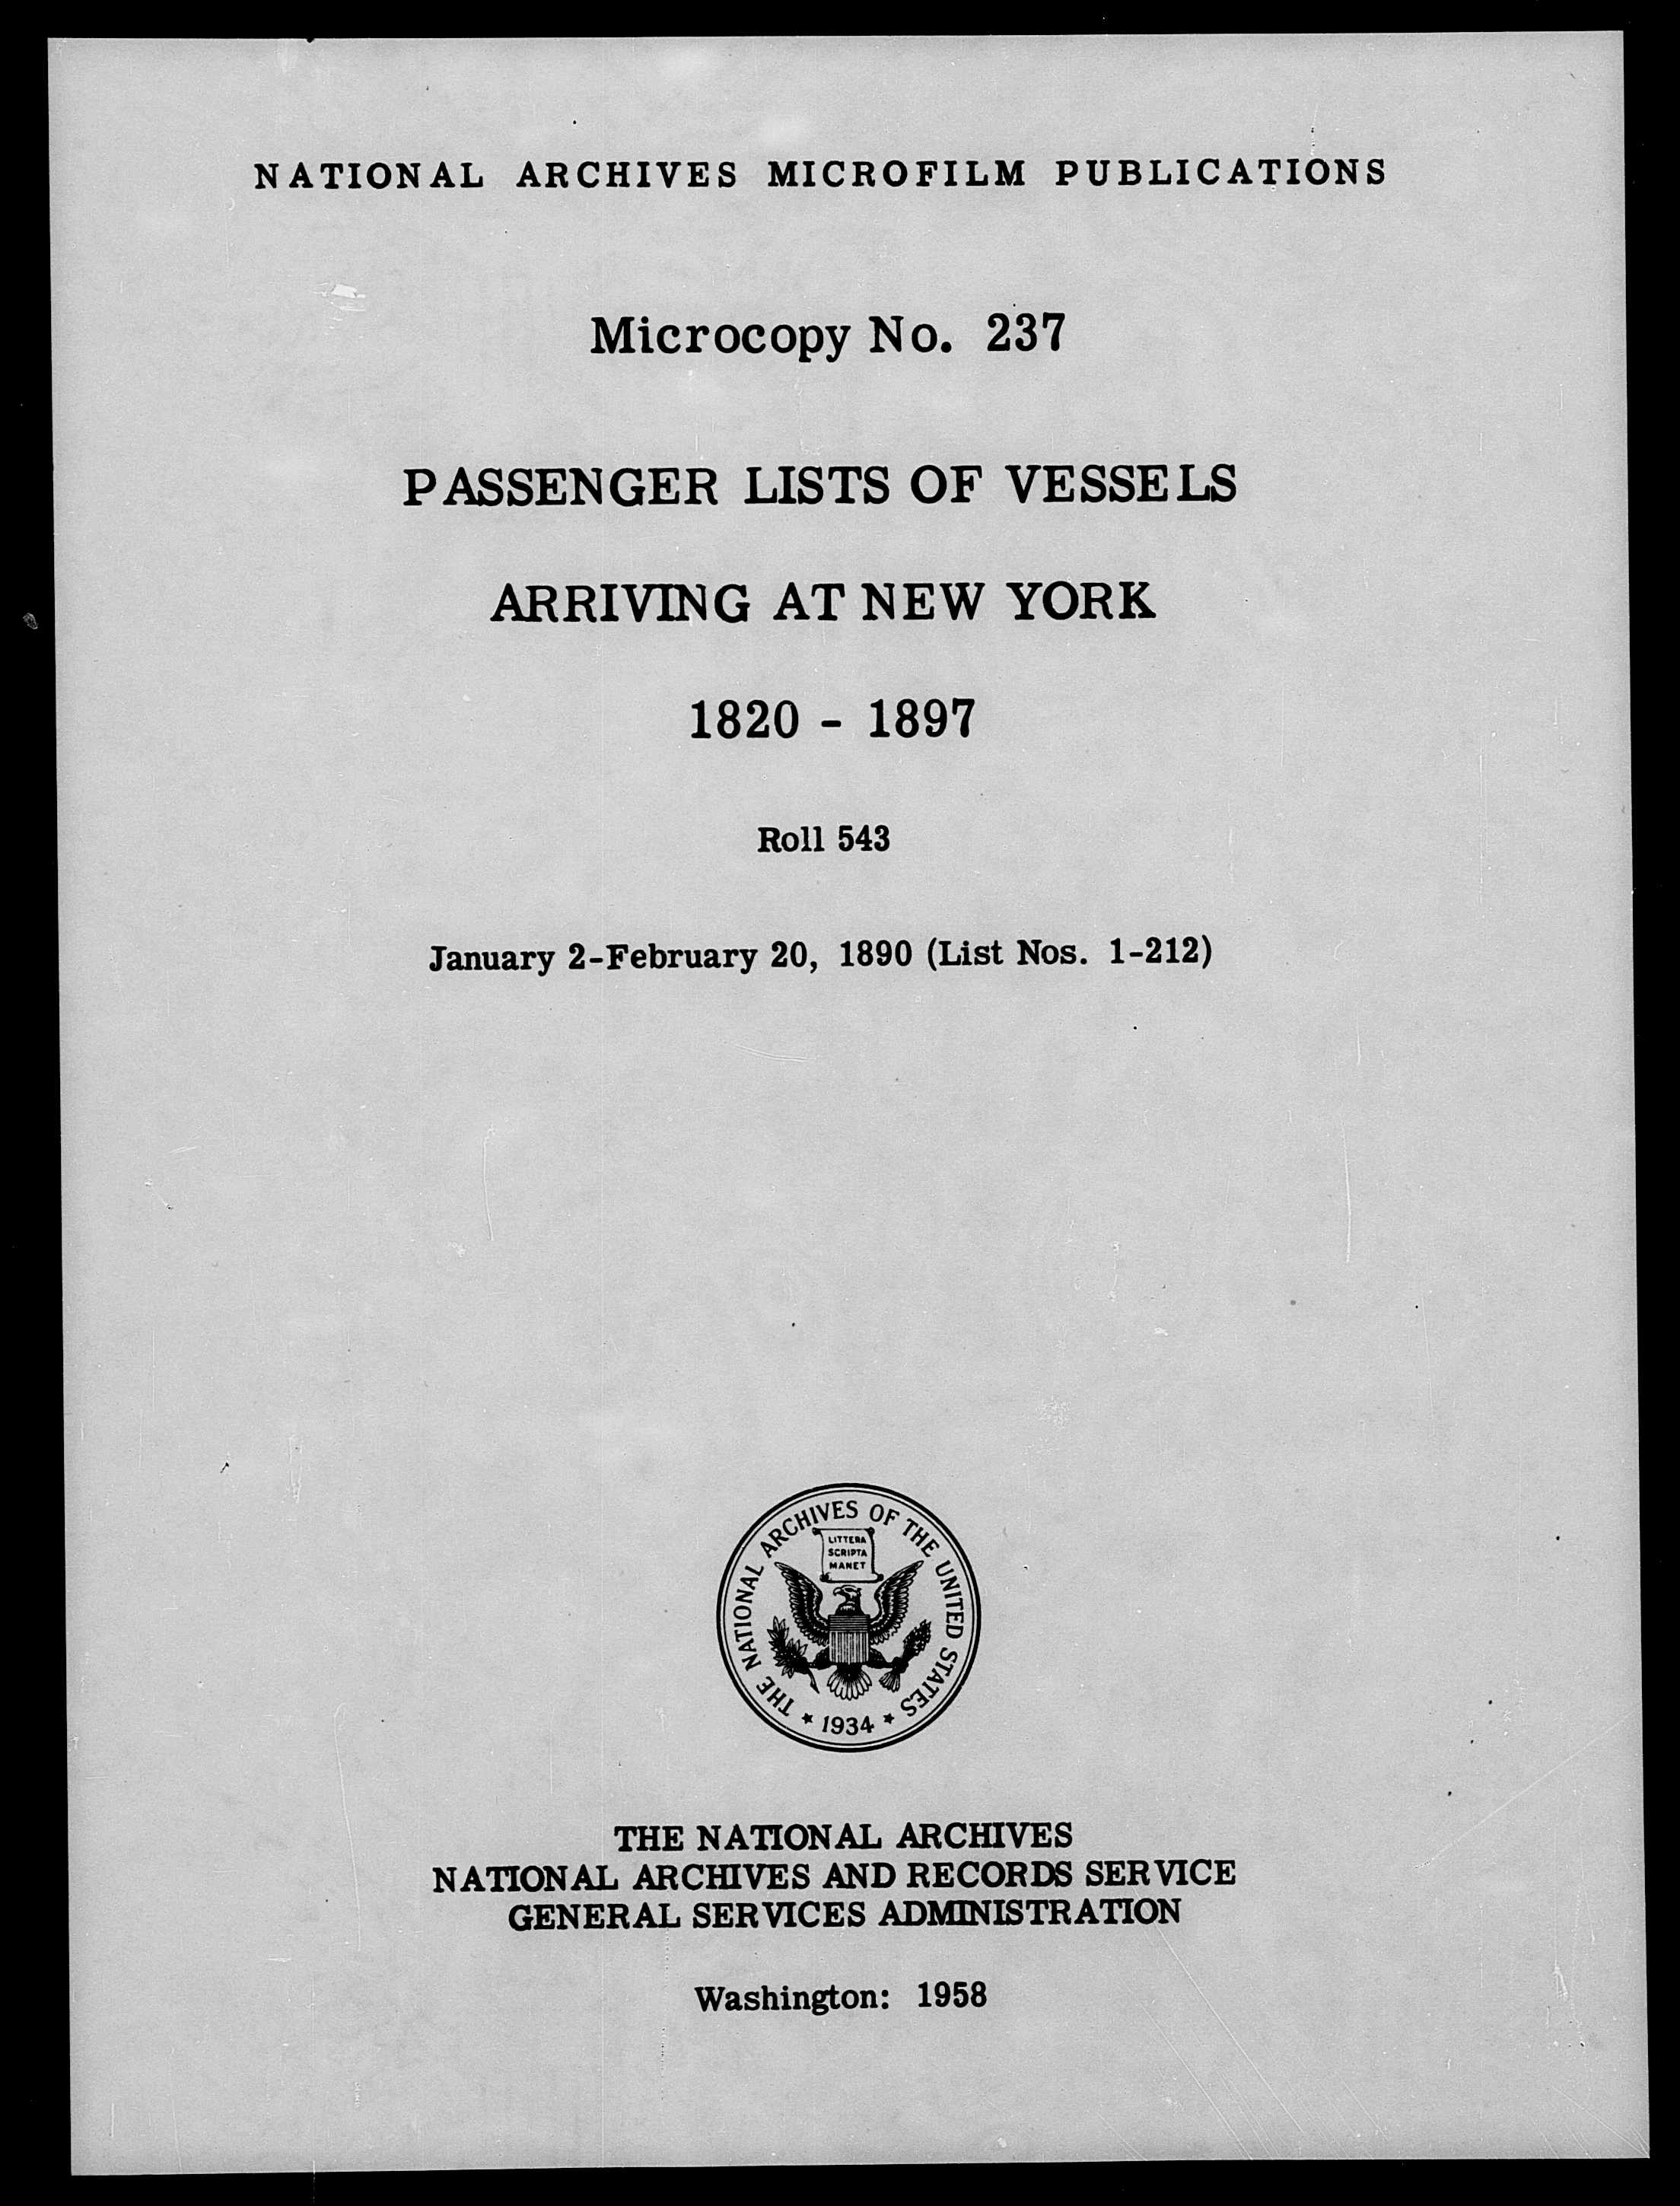 NATIONAL ARCHIVES MICROFILM PUBLICATIONS
Microcopy No. 237
PASSENGER LISTS OF VESSELS
ARRIVING AT NEW YORK
1820 - 1897
Roll 543
January 2-February 20, 1890 (List Nos. 1-212)
THE NATIONAL ARCHIVES OF THE UNITED STATES
LITTERA
SCRIPTA
MANET
★ 1934 ★
THE NATIONAL ARCHIVES
NATIONAL ARCHIVES AND RECORDS SERVICE
GENERAL SERVICES ADMINISTRATION
Washington: 1958